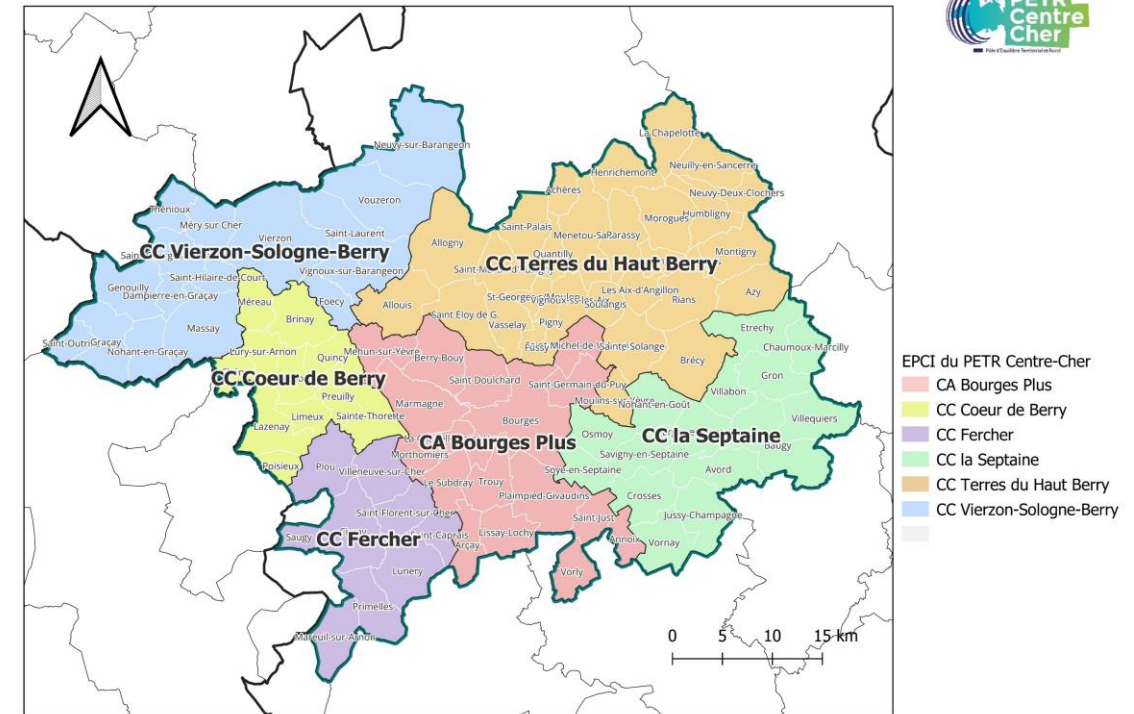 PETR
Centre
Cher
Pôle d'Équilibre Territorial et Rural
La Chapelotte
Neuvy-sur-Barangeon
Neuilly-en-Sancerre
Henrichemont
Achères
Neuvy-Deux-Clochers
Vouzeron
Thénioux
Humbligny
Morogues
Méry sur Cher
Saint-Palais
Menetou-Sa
Parassy
Vierzon
Saint-Laurent
Allogny
Quantilly
Montigny
CC Vierzon-Sologne-Berry
CC Terres du Haut Berry
Vignoux-sur-Barangeon
Saint-Hilaire-de-Court
Genouilly
Dampierre-en-Graçay
Les Aix-d'Angillon
Azy
Rians
Méreau
Foecy
Allouis
Soulangis
Saint Eloy de G.
Brinay
Pigny
Vasselay
Massay
Etrechy
Saint-Outri
Graçay
Nohant-en-Graçay
Lury-sur-Arnon
Quincy
Mehun-sur-Yèvre
Berry-Bouy
Fussy
Sainte Solange
Chaumoux-Marcilly
Brécy
EPCI du PETR Centre-Cher
CC Coeur de Berry
Saint Doulchard
Saint-Germain-du-Puy
Gron
CA Bourges Plus
Villabon
Preuilly
Moulins-sur-Yèvre
Nohant-en-Goût
CC Coeur de Berry
Marmagne
Limeux
Sainte-Thorette
Villequiers
Lazenay
Bourges
CC Fercher
CA Bourges Plus
Osmoy
CC la Septaine
Baugy
CC la Septaine
Morthomiers
Savigny-en-Septaine
Poisieux
Plou
Villeneuve-sur-Cher
Soye-en-Septaine
Avord
CC Terres du Haut Berry
Le Subdray
Trouy
Plaimpied-Givaudins
Crosses
CC Vierzon-Sologne-Berry
Saint-Florent-sur-Cher
Saint-Just
Jussy-Champagne
Saugy
CC Fercher
Saint-Caprais
Lissay-Lochy
Arçay
Annoix
Vornay
Lunery
Vorly
Primelles
Mareuil-sur-Arnon
0 5 10 15 km